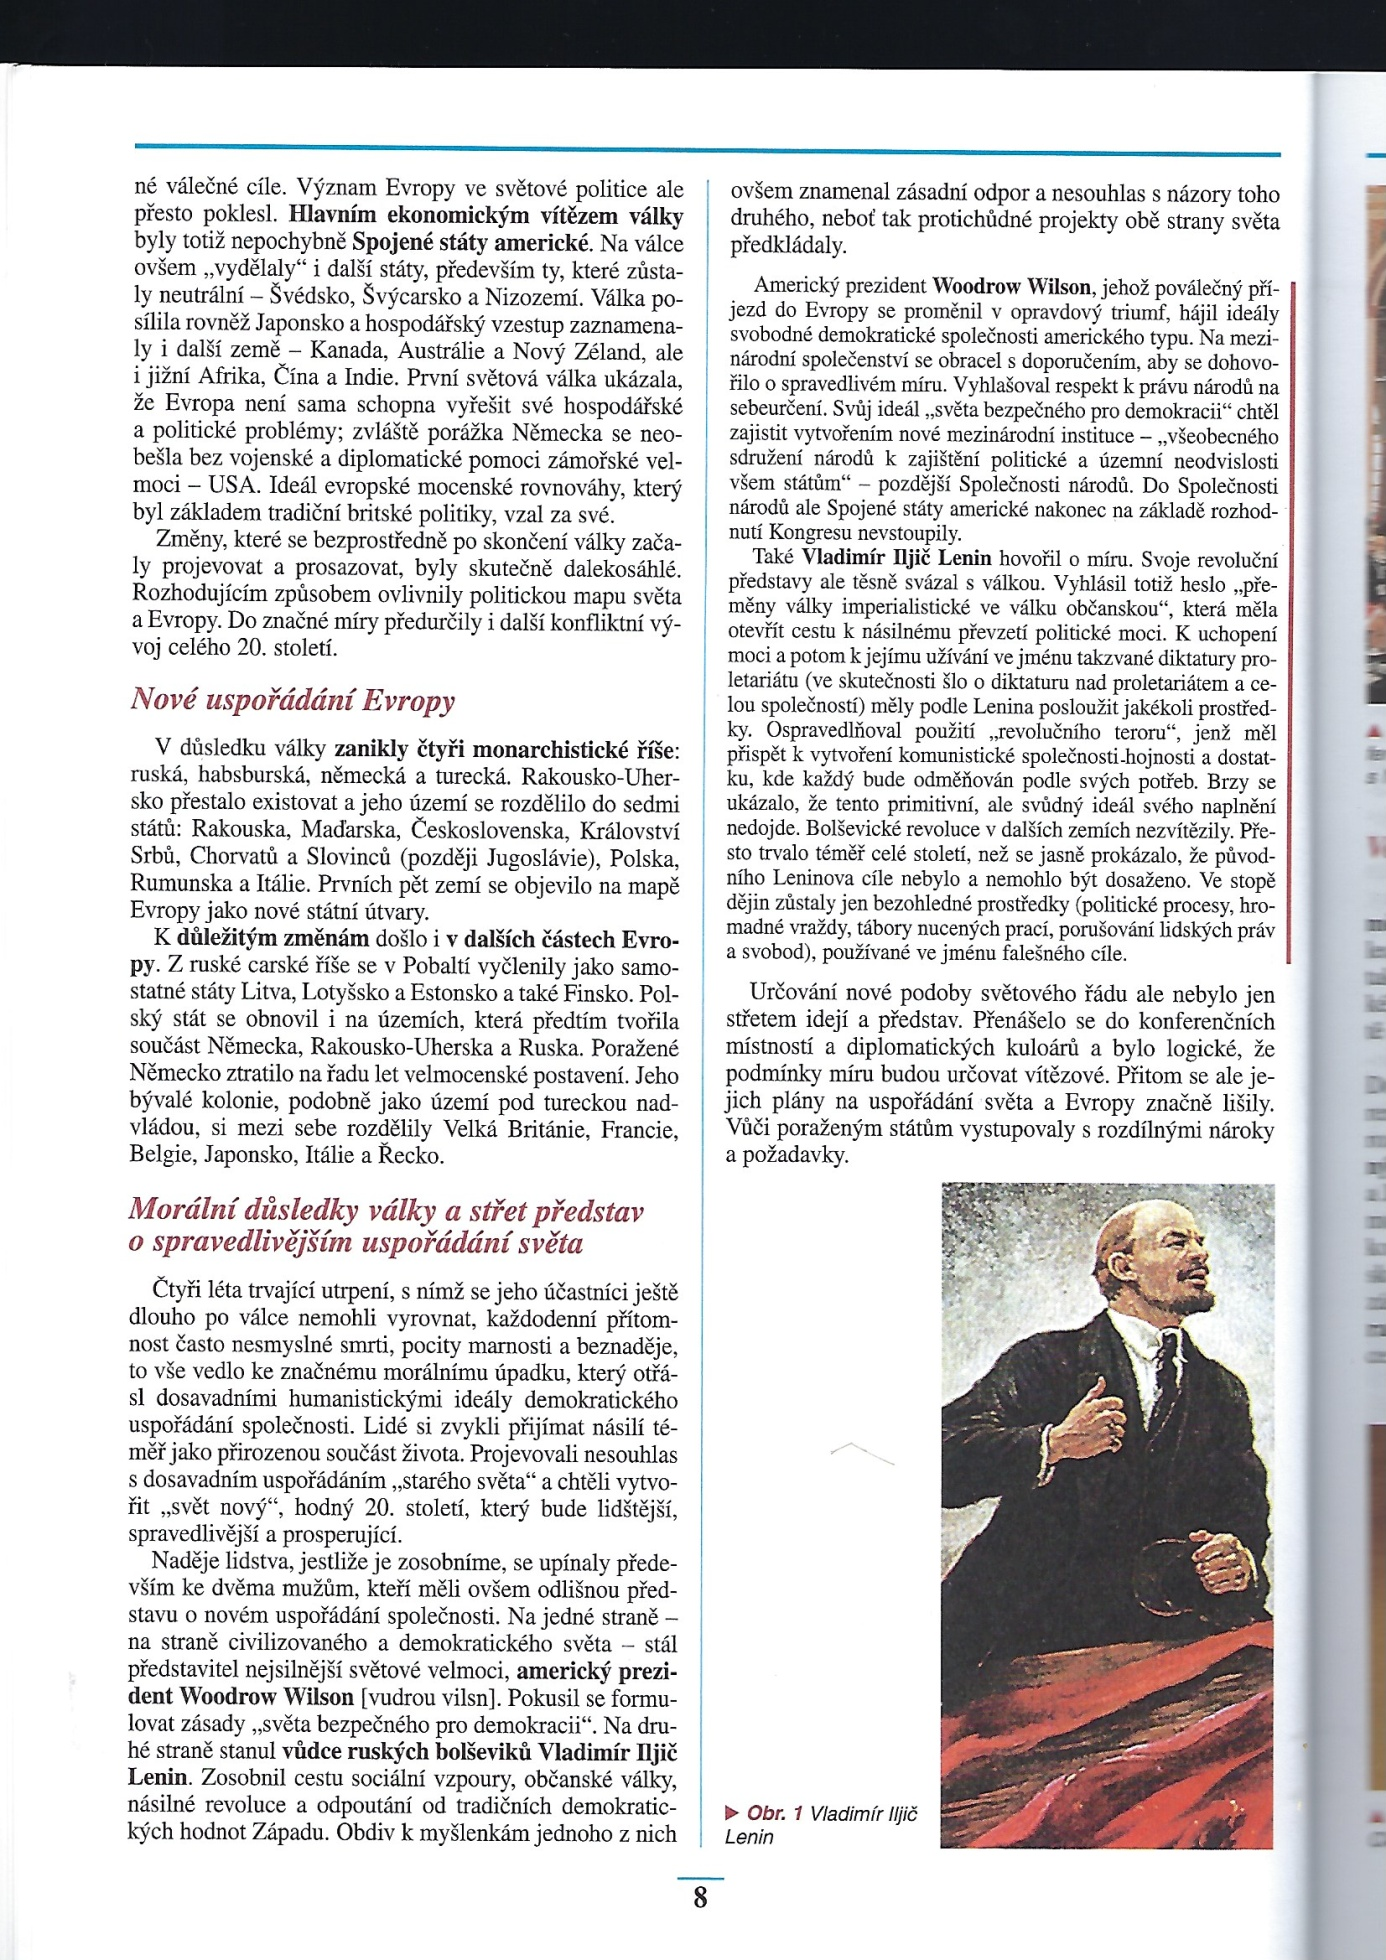 né válečné cíle. Význam Evropy ve světové politice ale
přesto poklesl. Hlavním ekonomickým vítězem války
byly totiž nepochybně Spojené státy americké. Na válce
ovšem „vydělaly“ i další státy, především ty, které zůsta-
ly neutrální – Švédsko, Švýcarsko a Nizozemí. Válka po-
sílila rovněž Japonsko a hospodářský vzestup zaznamena-
ly i další země – Kanada, Austrálie a Nový Zéland, ale
i jižní Afrika, Čína a Indie. První světová válka ukázala,
že Evropa není sama schopna vyřešit své hospodářské
a politické problémy; zvláště porážka Německa se neo-
bešla bez vojenské a diplomatické pomoci zámořské vel-
moci – USA. Ideál evropské mocenské rovnováhy, který
byl základem tradiční britské politiky, vzal za své.
Změny, které se bezprostředně po skončení války zača-
ly projevovat a prosazovat, byly skutečně dalekosáhlé.
Rozhodujícím způsobem ovlivnily politickou mapu světa
a Evropy. Do značné míry předurčily i další konfliktní vý-
voj celého 20. století.
Nové uspořádání Evropy
V důsledku války zanikly čtyři monarchistické říše:
ruská, habsburská, německá a turecká. Rakousko-Uher-
sko přestalo existovat a jeho území se rozdělilo do sedmi
států: Rakouska, Maďarska, Československa, Království
Srbů, Chorvatů a Slovinců (později Jugoslávie), Polska,
Rumunska a Itálie. Prvních pět zemí se objevilo na mapě
Evropy jako nové státní útvary.
K důležitým změnám došlo i v dalších částech Evro-
py. Z ruské carské říše se v Pobaltí vyčlenily jako samo-
statné státy Litva, Lotyšsko a Estonsko a také Finsko. Pol-
ský stát se obnovil i na územích, která předtím tvořila
součást Německa, Rakousko-Uherska a Ruska. Poražené
Německo ztratilo na řadu let velmocenské postavení. Jeho
bývalé kolonie, podobně jako území pod tureckou nad-
vládou, si mezi sebe rozdělily Velká Británie, Francie,
Belgie, Japonsko, Itálie a Řecko.
Morální důsledky války a střet představ
o spravedlivějším uspořádání světa
Čtyři léta trvající utrpení, s nímž se jeho účastníci ještě
dlouho po válce nemohli vyrovnat, každodenní přítom-
nost často nesmyslné smrti, pocity marnosti a beznaděje,
to vše vedlo ke značnému morálnímu úpadku, který otřá-
sl dosavadními humanistickými ideály demokratického
uspořádání společnosti. Lidé si zvykli přijímat násilí té-
měř jako přirozenou součást života. Projevovali nesouhlas
s dosavadním uspořádáním „starého světa“ a chtěli vytvo-
řit „svět nový“, hodný 20. století, který bude lidštější,
spravedlivější a prosperující.
Naděje lidstva, jestliže je zosobníme, se upínaly přede-
vším ke dvěma mužům, kteří měli ovšem odlišnou před-
stavu o novém uspořádání společnosti. Na jedné straně –
na straně civilizovaného a demokratického světa – stál
představitel nejsilnější světové velmoci, americký prezi-
dent Woodrow Wilson [vudrou vilsn]. Pokusil se formu-
lovat zásady „světa bezpečného pro demokracii“. Na dru-
hé straně stanul vůdce ruských bolševiků Vladimír Iljič
Lenin. Zosobnil cestu sociální vzpoury, občanské války,
násilné revoluce a odpoutání od tradičních demokratic-
kých hodnot Západu. Obdiv k myšlenkám jednoho z nich
ovšem znamenal zásadní odpor a nesouhlas s názory toho
druhého, neboť tak protichůdné projekty obě strany světa
předkládaly.
Americký prezident Woodrow Wilson, jehož poválečný pří-
jezd do Evropy se proměnil v opravdový triumf, hájil ideály
svobodné demokratické společnosti amerického typu. Na mezi-
národní společenství se obracel s doporučením, aby se dohovo-
řilo o spravedlivém míru. Vyhlašoval respekt k právu národů na
sebeurčení. Svůj ideál „světa bezpečného pro demokracii“ chtěl
zajistit vytvořením nové mezinárodní instituce – „všeobecného
sdružení národů k zajištění politické a územní neodvislosti
všem státům“ – pozdější Společnosti národů. Do Společnosti
národů ale Spojené státy americké nakonec na základě rozhod-
nutí Kongresu nevstoupily.
Také Vladimír Iljič Lenin hovořil o míru. Svoje revoluční
představy ale těsně svázal s válkou. Vyhlásil totiž heslo „pře-
měny války imperialistické ve válku občanskou“, která měla
otevřít cestu k násilnému převzetí politické moci. K uchopení
moci a potom k jejímu užívání ve jménu takzvané diktatury pro-
letariátu (ve skutečnosti šlo o diktaturu nad proletariátem a ce-
lou společností) měly podle Lenina posloužit jakékoli prostřed-
ky. Ospravedlňoval použití „revolučního teroru“, jenž měl
přispět k vytvoření komunistické společnosti-hojnosti a dostat-
ku, kde každý bude odměňován podle svých potřeb. Brzy se
ukázalo, že tento primitivní, ale svůdný ideál svého naplnění
nedojde. Bolševické revoluce v dalších zemích nezvítězily. Pře-
sto trvalo téměř celé století, než se jasně prokázalo, že původ-
ního Leninova cíle nebylo a nemohlo být dosaženo. Ve stopě
dějin zůstaly jen bezohledné prostředky (politické procesy, hro-
madné vraždy, tábory nucených prací, porušování lidských práv
a svobod), používané ve jménu falešného cíle.
Určování nové podoby světového řádu ale nebylo jen
střetem idejí a představ. Přenášelo se do konferenčních
místností a diplomatických kuloárů a bylo logické, že
podmínky míru budou určovat vítězové. Přitom se ale je-
jich plány na uspořádání světa a Evropy značně lišily.
Vůči poraženým státům vystupovaly s rozdílnými nároky
a požadavky.
▶ Obr. 1 Vladimír Iljič
Lenin
8